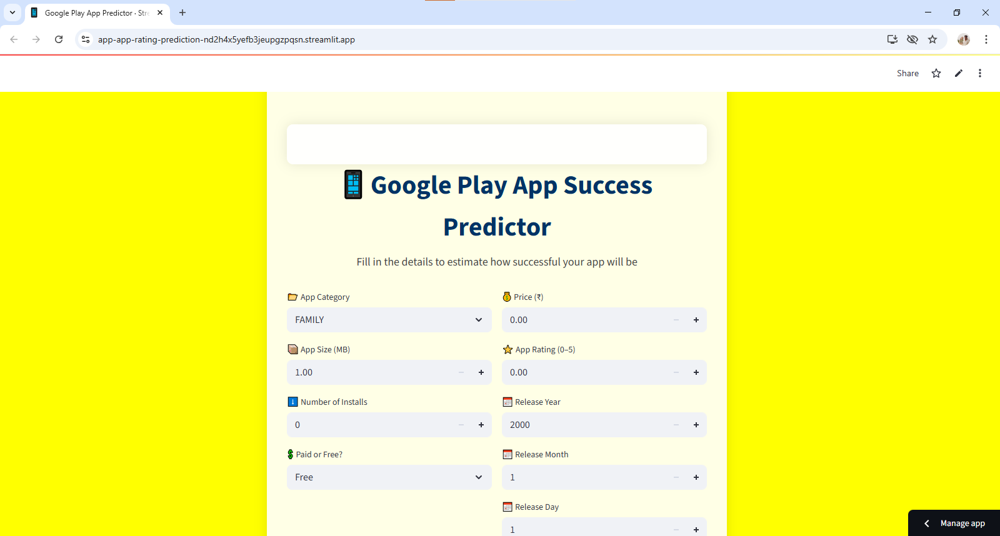 Google Play App Predictor · Stre
app-app-rating-prediction-nd2h4x5yefb3jeupgzpqsn.streamlit.app
Share
Google Play App Success
Predictor
Fill in the details to estimate how successful your app will be
App Category
FAMILY
Price (₹)
0.00
App Size (MB)
1.00
App Rating (0–5)
0.00
Number of Installs
0
Release Year
2000
Paid or Free?
Free
Release Month
1
Release Day
1
Manage app